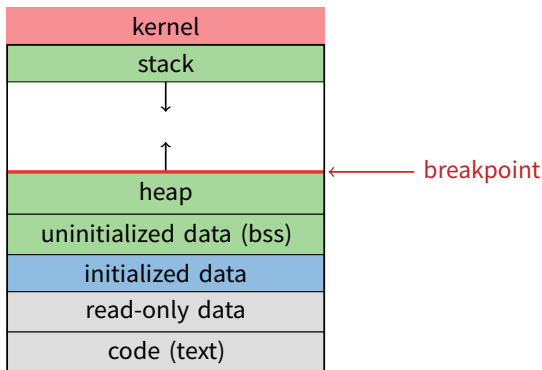 kernel
stack
breakpoint
heap
uninitialized data (bss)
initialized data
read-only data
code (text)